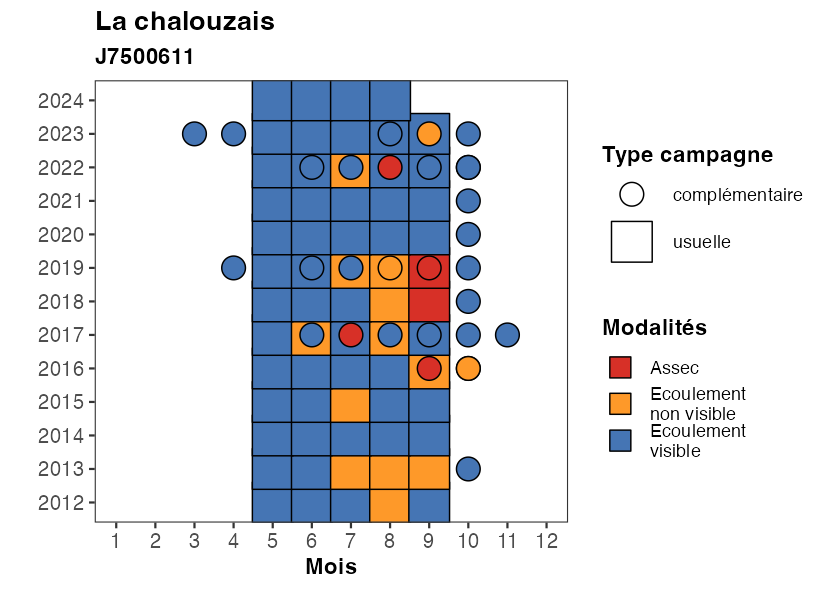 La chalouzais
J7500611
2024
2023
2022
2021
2020
2019
2018
2017
2016
2015
2014
2013
2012
1 2 3 4 5 6 7 8 9 10 11 12
Mois
Type campagne
complémentaire
usuelle
Modalités
Assec
Ecoulement
non visible
Ecoulement
visible